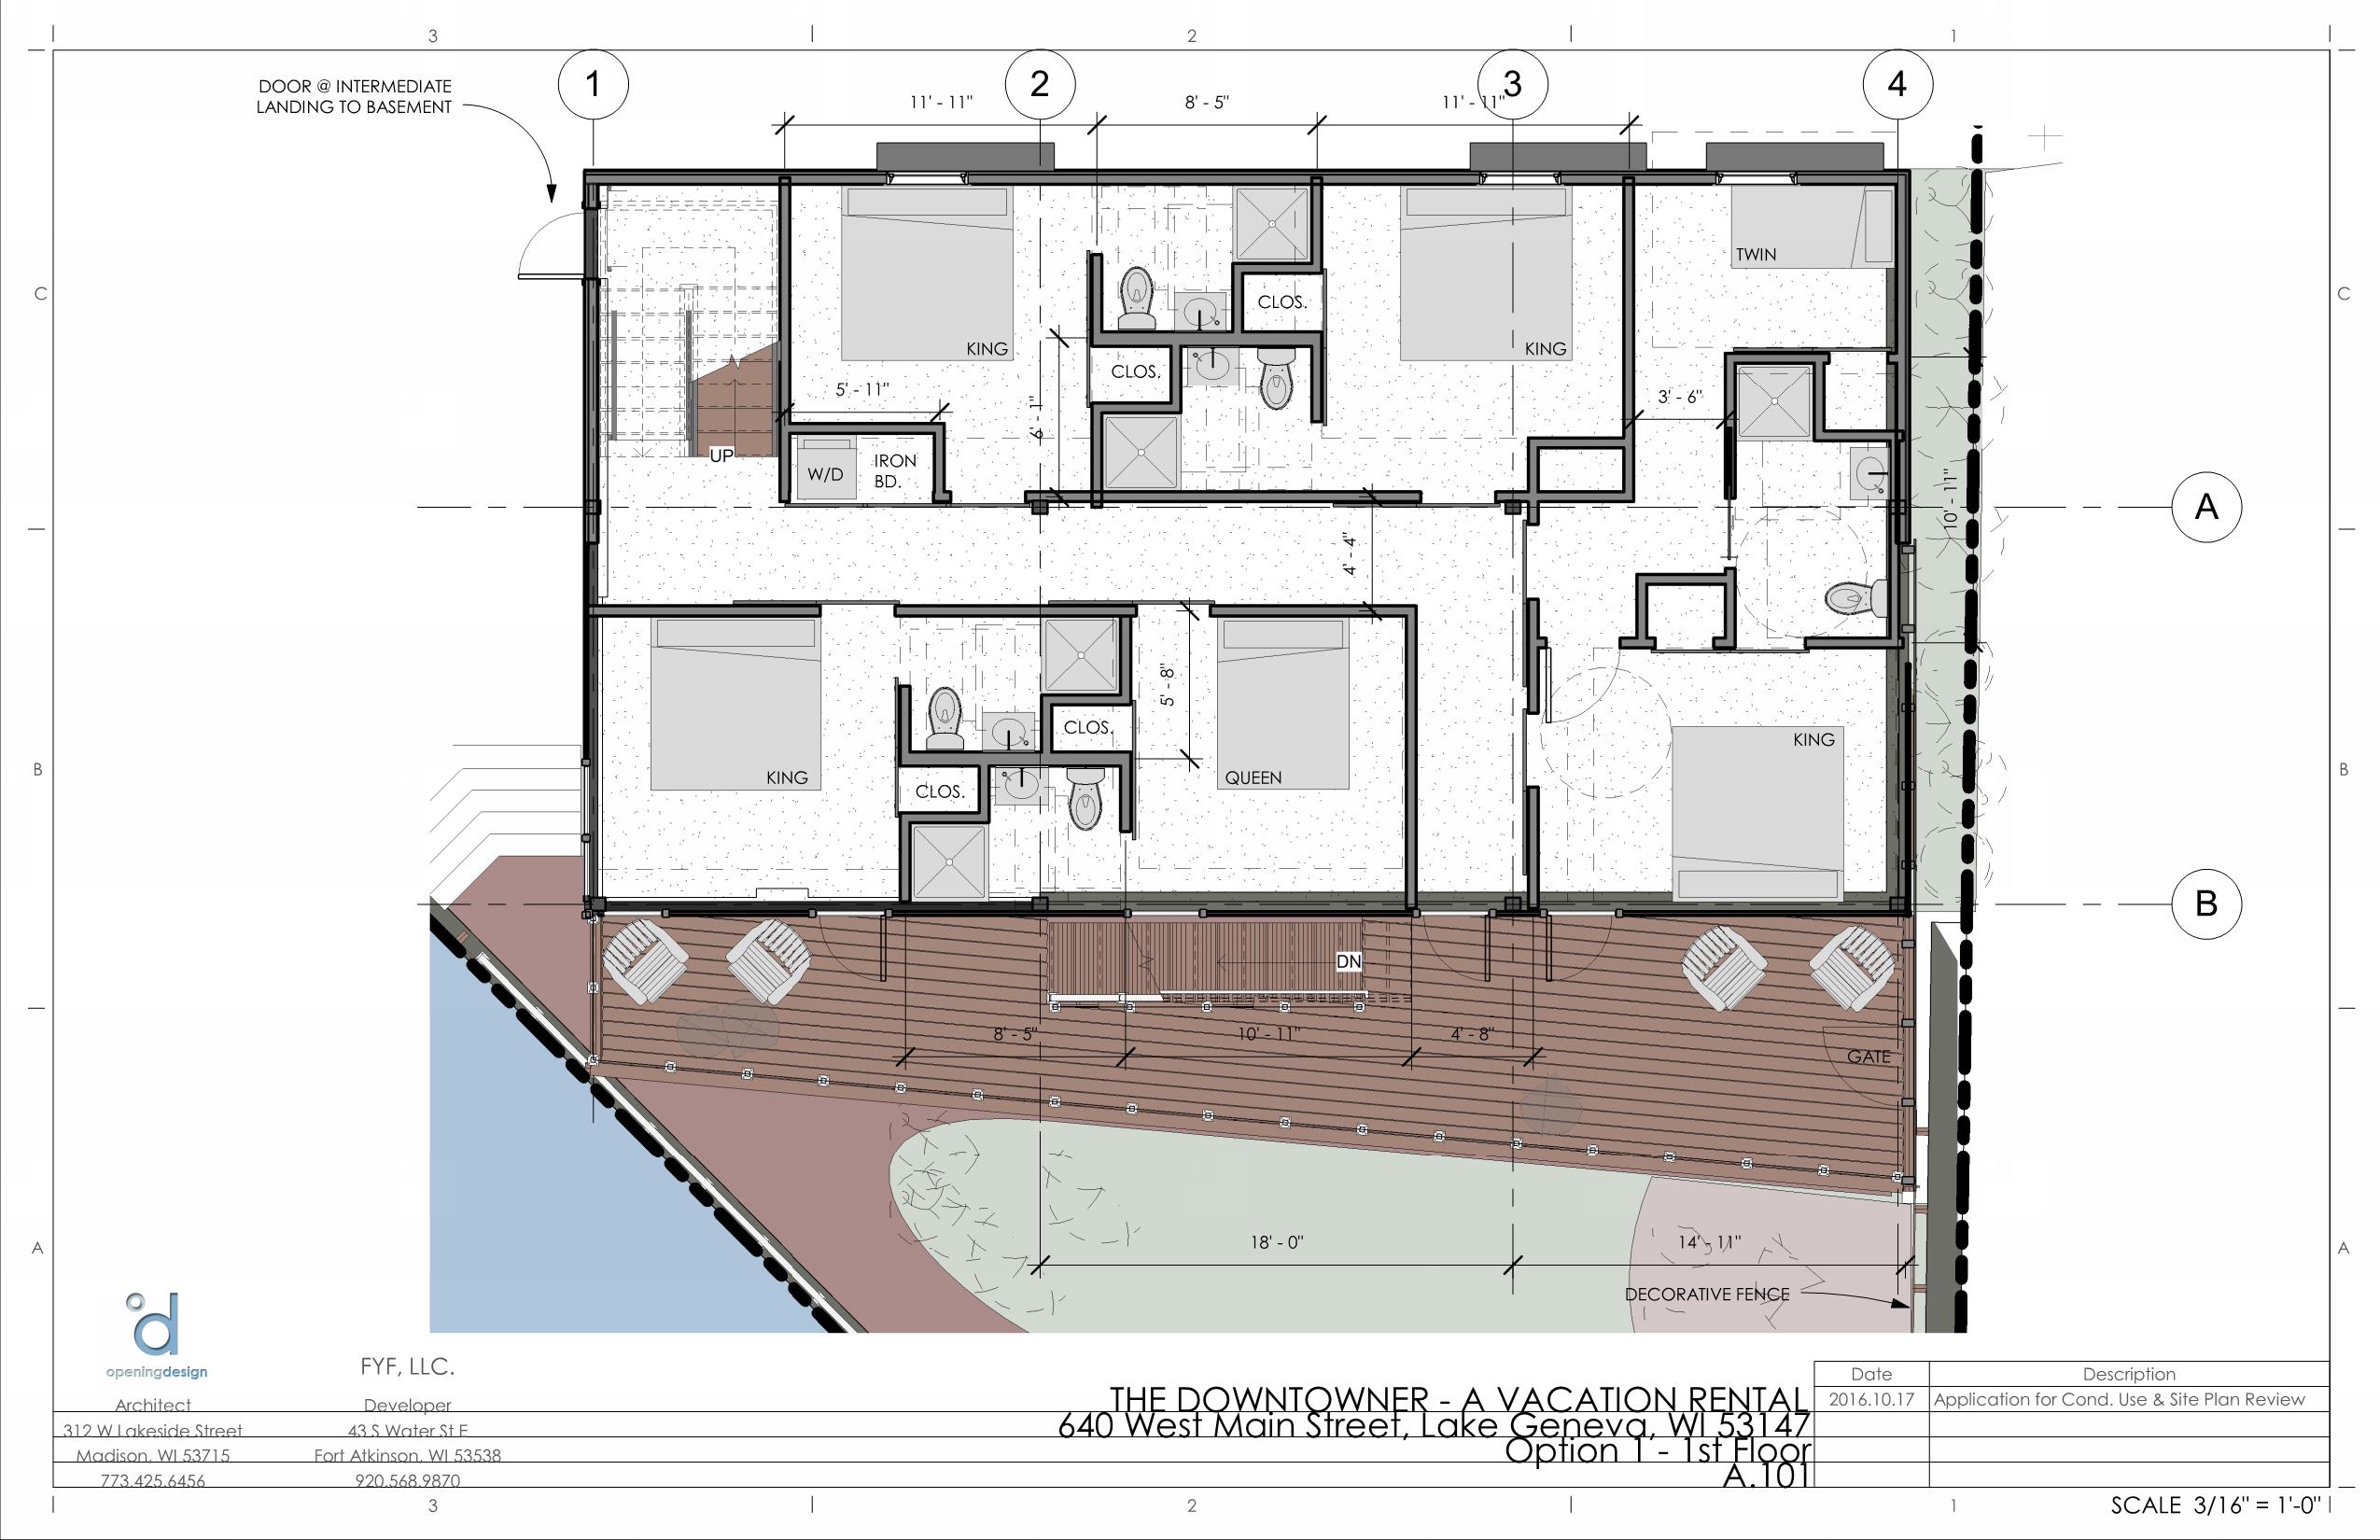 3
2
1
DOOR @ INTERMEDIATE
LANDING TO BASEMENT
1
2
3
4
11' - 11"
8' - 5"
11' - 11"
C
C
TWIN
CLOS.
KING
KING
CLOS.
5' - 11"
6' - 1"
3' - 6"
UP
W/D
IRON
BD.
10' - 11"
A
4' - 4"
5' - 8"
CLOS.
KING
B
B
KING
QUEEN
CLOS.
B
DN
8' - 5"
10' - 11"
4' - 8"
GATE
18' - 0"
14' - 11"
A
A
DECORATIVE FENCE
openingdesign
FYF, LLC.
Architect
Developer
312 W Lakeside Street
43 S Water St E
Madison, WI 53715
Fort Atkinson, WI 53538
773.425.6456
920.568.9870
THE DOWNTOWNER - A VACATION RENTAL
640 West Main Street, Lake Geneva, WI 53147
Option 1 - 1st Floor
A.101
Date
Description
2016.10.17
Application for Cond. Use & Site Plan Review
3
2
1
SCALE 3/16" = 1'-0"